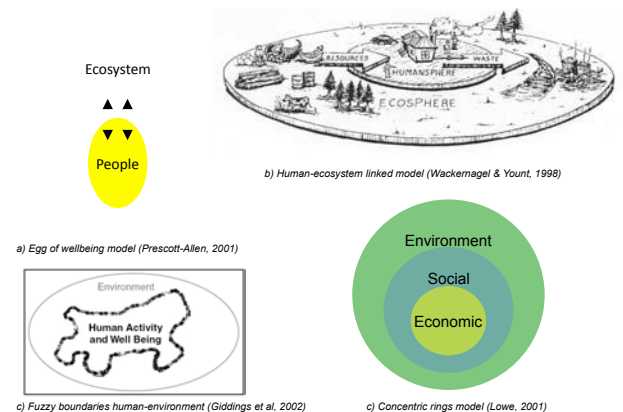 Ecosystem
People
a) Egg of wellbeing model (Prescott-Allen, 2001)
RESOURCES
WASTE
HUMANSPHERE
ECOSPHERE
b) Human-ecosystem linked model (Wackernagel & Yount, 1998)
Environment
Human Activity
and Well Being
c) Fuzzy boundaries human-environment (Giddings et al, 2002)
Environment
Social
Economic
c) Concentric rings model (Lowe, 2001)